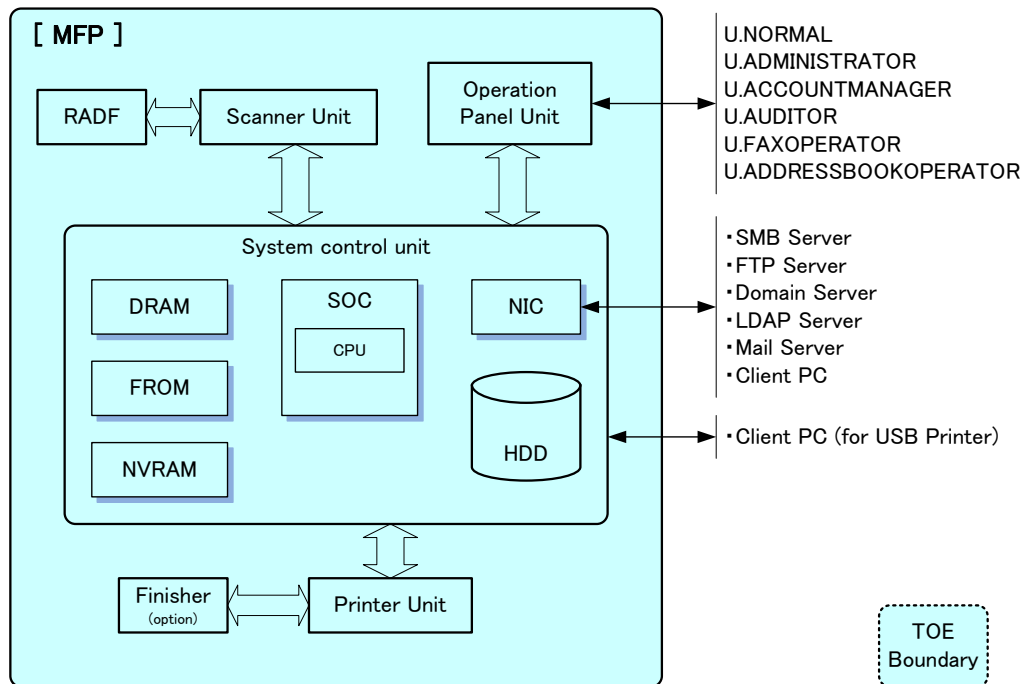 [ MFP ]
RADF
Scanner Unit
Operation
Panel Unit
U.NORMAL
U.ADMINISTRATOR
U.ACCOUNTMANAGER
U.AUDITOR
U.FAXOPERATOR
U.ADDRESSBOOKOPERATOR
System control unit
DRAM
SOC
CPU
NIC
FROM
NVRAM
HDD
・SMB Server
・FTP Server
・Domain Server
・LDAP Server
・Mail Server
・Client PC
・Client PC (for USB Printer)
Finisher
(option)
Printer Unit
TOE
Boundary